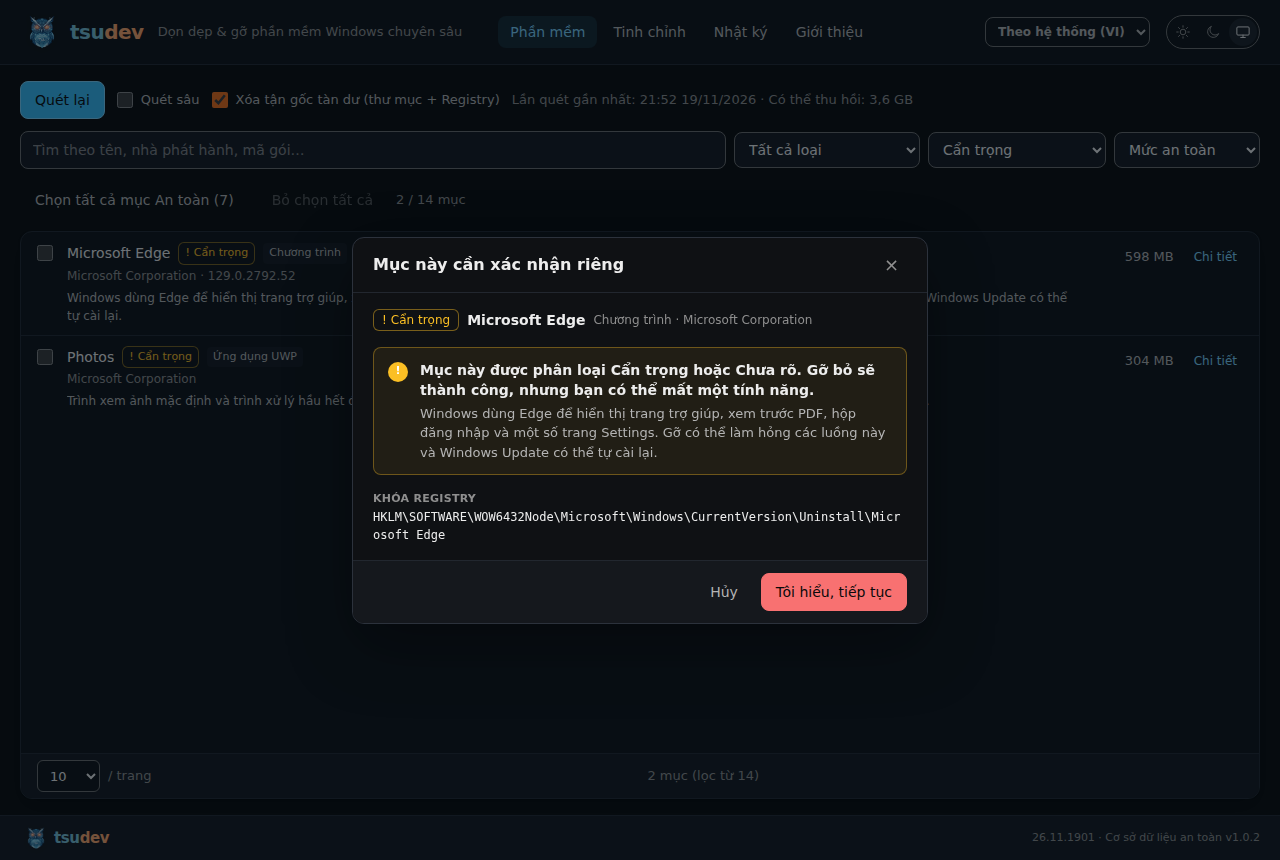 tsudev
Dọn dẹp & gỡ phần mềm Windows chuyên sâu
Phần mềm
Tinh chỉnh
Nhật ký
Giới thiệu
Theo hệ thống (VI)
Quét lại
Quét sâu
Xóa tận gốc tàn dư (thư mục + Registry)
Lần quét gần nhất: 21:52 19/11/2026 · Có thể thu hồi: 3,6 GB
Tìm theo tên, nhà phát hành, mã gói…
Tất cả loại
Cẩn trọng
Mức an toàn
Chọn tất cả mục An toàn (7)
Bỏ chọn tất cả
2 / 14 mục
Microsoft Edge
! Cẩn trọng
Chương trình
598 MB
Chi tiết
Microsoft Corporation · 129.0.2792.52
Windows dùng Edge để hiển thị trang trợ giúp,
Windows Update có thể
tự cài lại.
Photos
! Cẩn trọng
Ứng dụng UWP
304 MB
Chi tiết
Microsoft Corporation
Trình xem ảnh mặc định và trình xử lý hầu hết
Mục này cần xác nhận riêng
×
! Cẩn trọng
Microsoft Edge
Chương trình · Microsoft Corporation
!
Mục này được phân loại Cẩn trọng hoặc Chưa rõ. Gỡ bỏ sẽ
thành công, nhưng bạn có thể mất một tính năng.
Windows dùng Edge để hiển thị trang trợ giúp, xem trước PDF, hộp
đăng nhập và một số trang Settings. Gỡ có thể làm hỏng các luồng này
và Windows Update có thể tự cài lại.
KHÓA REGISTRY
HKLM\SOFTWARE\WOW6432Node\Microsoft\Windows\CurrentVersion\Uninstall\Micr
osoft Edge
Hủy
Tôi hiểu, tiếp tục
10
/ trang
2 mục (lọc từ 14)
tsudev
26.11.1901 · Cơ sở dữ liệu an toàn v1.0.2